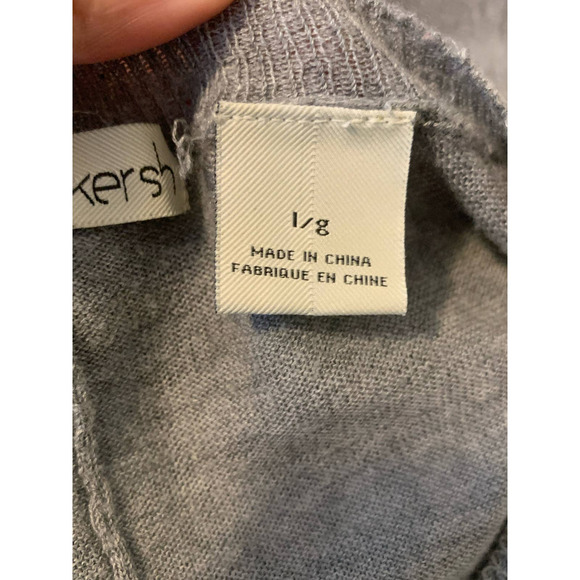 kersh
l/g
MADE IN CHINA
FABRIQUE EN CHINE